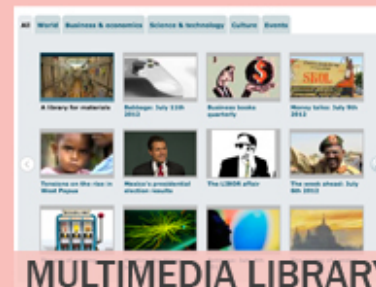 All World Business & economics Science & technology Culture Events
A library for materials
Babbage: July 11th 2012
Business books quarterly
Money talks: July 9th 2012
Tensions on the rise in West Papua
Mexico's presidential election results
The LIBOR affair
The week ahead: July 6th 2012
SKOL
MULTIMEDIA LIBRARY